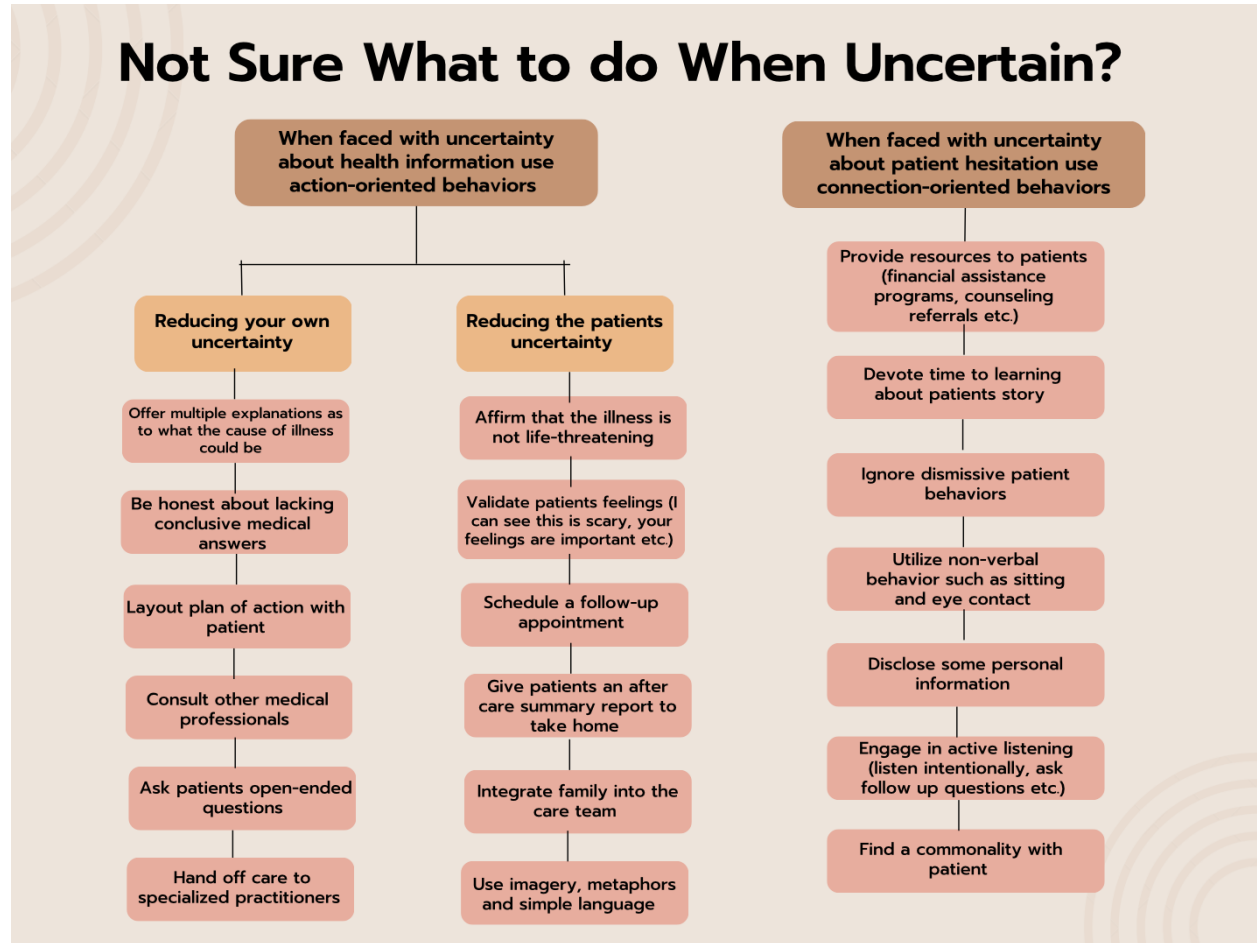 Not Sure What to do When Uncertain?
When faced with uncertainty
about health information use
action-oriented behaviors
Reducing your own
uncertainty
Offer multiple explanations as
to what the cause of illness
could be
Be honest about lacking
conclusive medical
answers
Layout plan of action with
patient
Consult other medical
professionals
Ask patients open-ended
questions
Hand off care to
specialized practitioners
Reducing the patients
uncertainty
Affirm that the illness is
not life-threatening
Validate patients feelings (I
can see this is scary, your
feelings are important etc.)
Schedule a follow-up
appointment
Give patients an after
care summary report to
take home
Integrate family into the
care team
Use imagery, metaphors
and simple language
When faced with uncertainty
about patient hesitation use
connection-oriented behaviors
Provide resources to patients
(financial assistance
programs, counseling
referrals etc.)
Devote time to learning
about patients story
Ignore dismissive patient
behaviors
Utilize non-verbal
behavior such as sitting
and eye contact
Disclose some personal
information
Engage in active listening
(listen intentionally, ask
follow up questions etc.)
Find a commonality with
patient